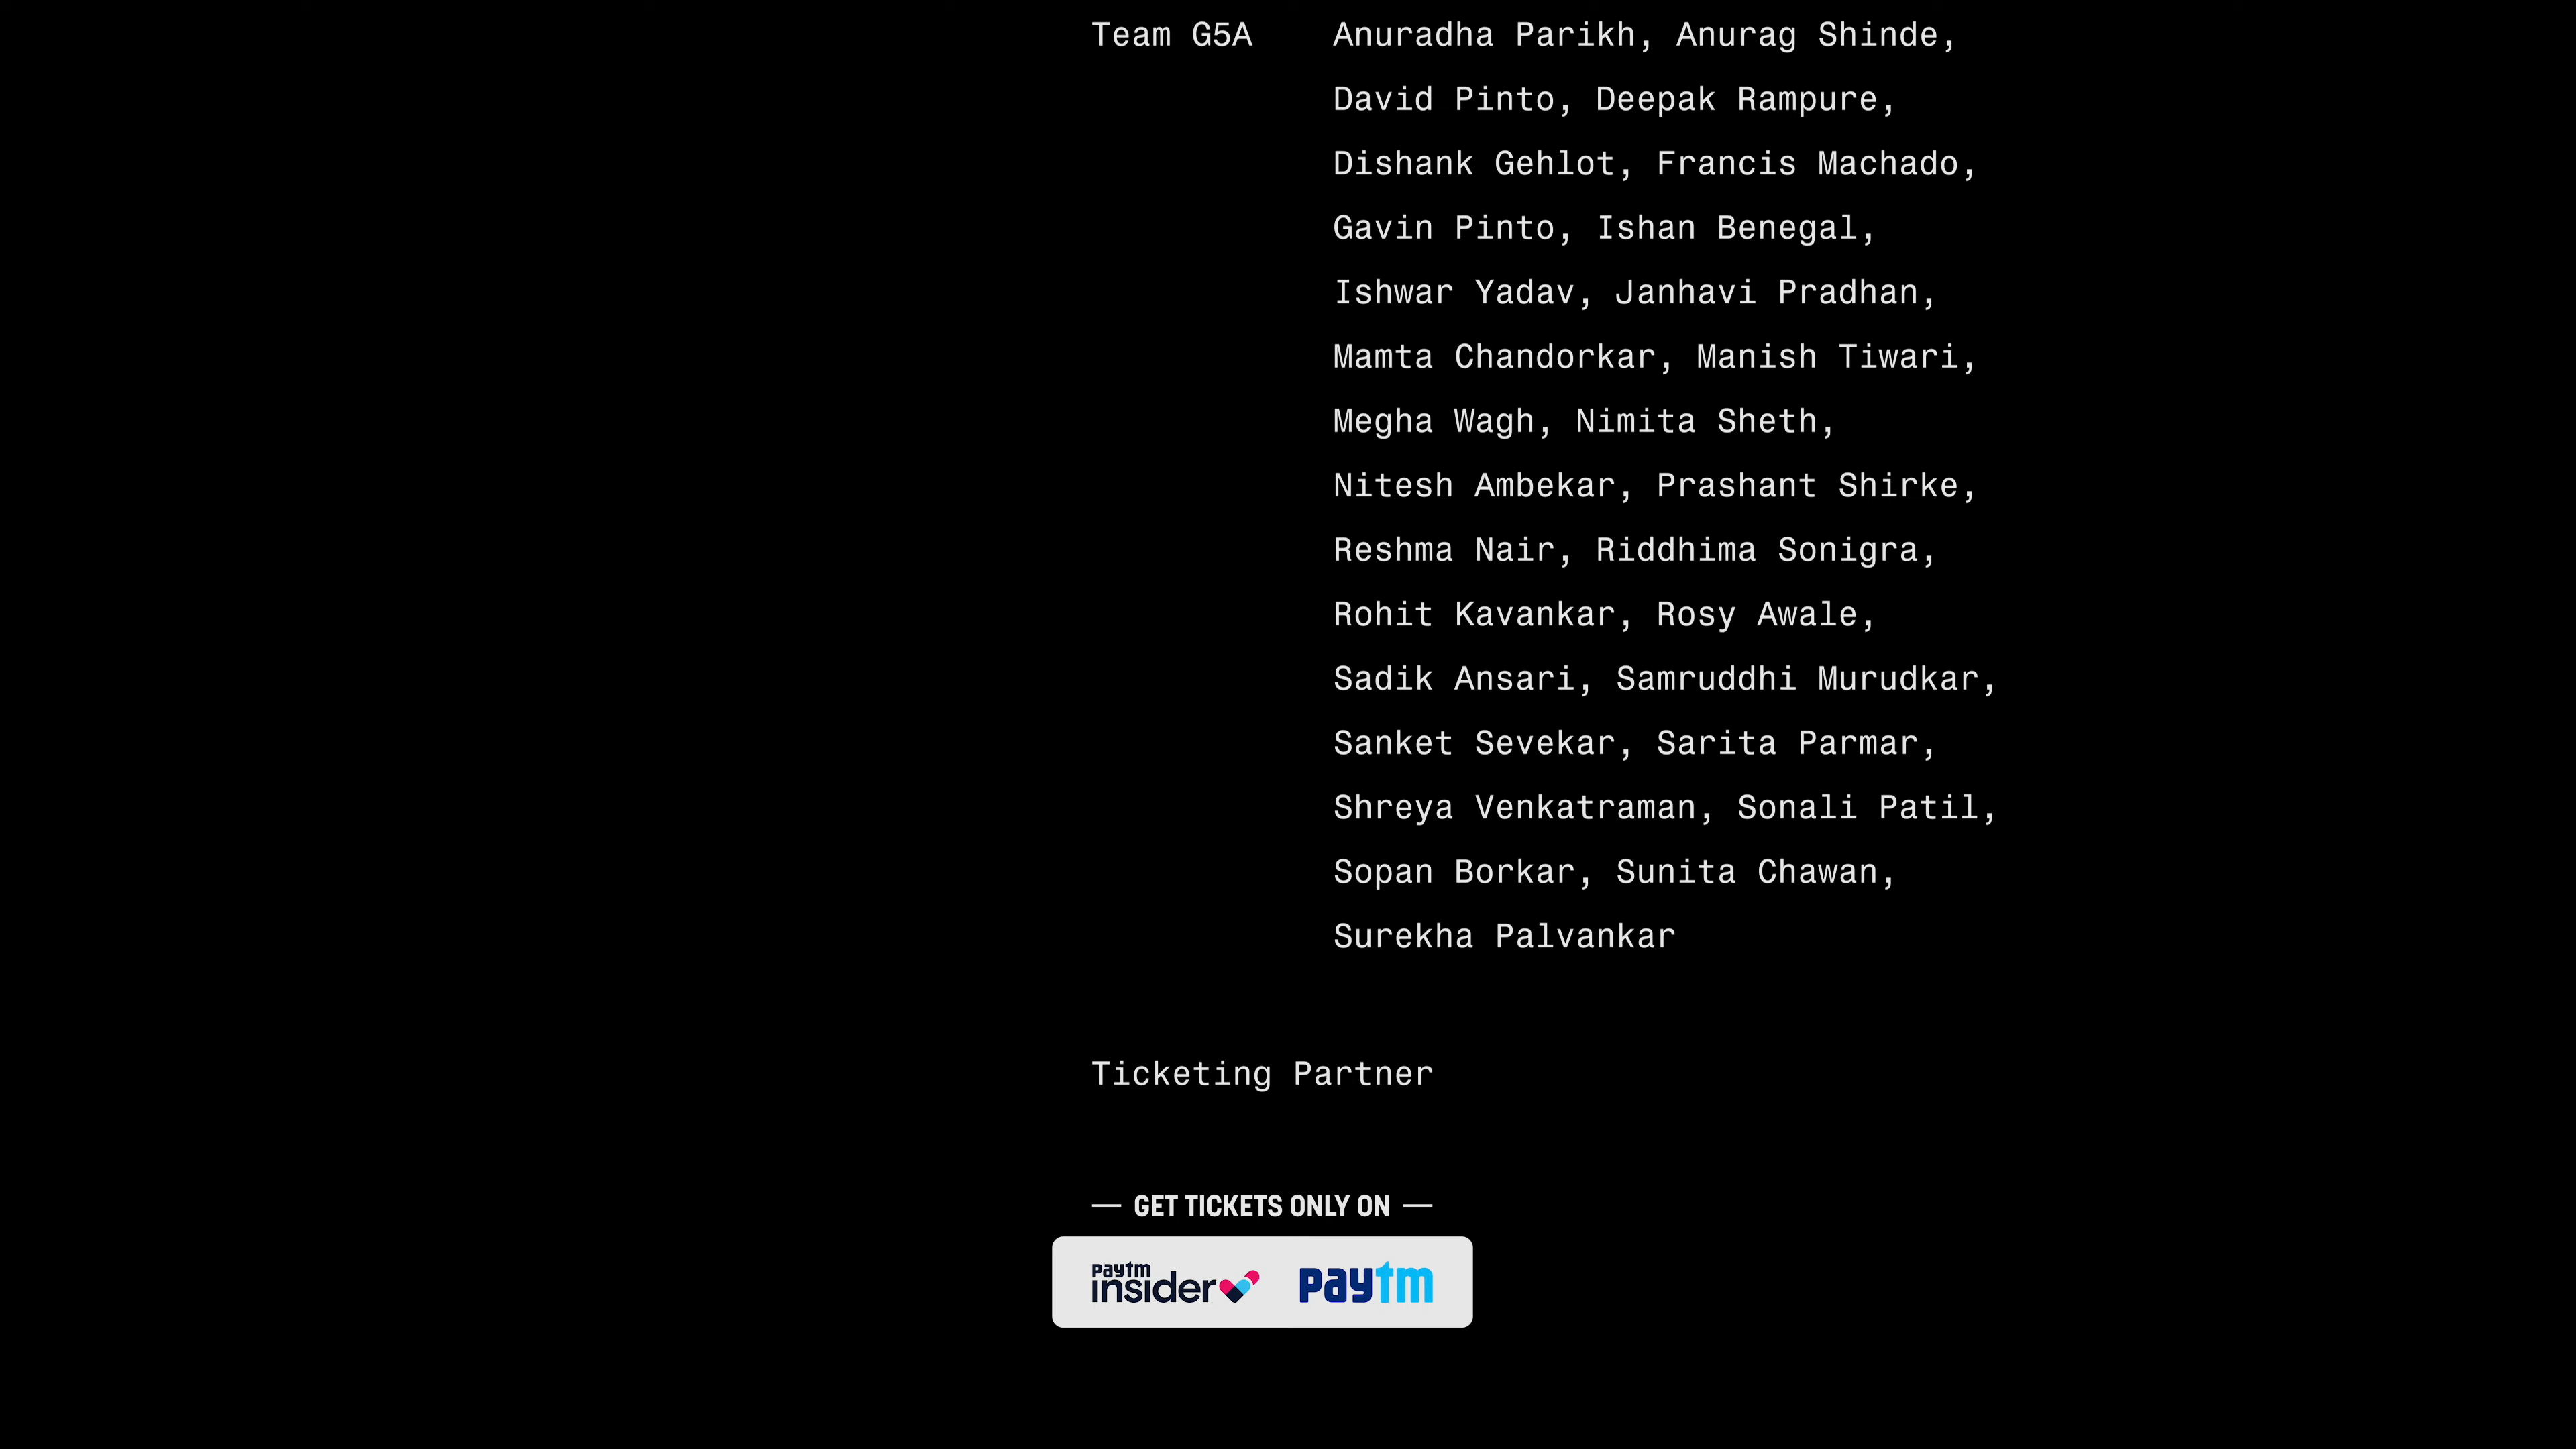 Team G5A Anuradha Parikh, Anurag Shinde,
David Pinto, Deepak Rampure,
Dishank Gehlot, Francis Machado,
Gavin Pinto, Ishan Benegal,
Ishwar Yadav, Janhavi Pradhan,
Mamta Chandorkar, Manish Tiwari,
Megha Wagh, Nimita Sheth,
Nitesh Ambekar, Prashant Shirke,
Reshma Nair, Riddhima Sonigra,
Rohit Kavankar, Rosy Awale,
Sadik Ansari, Samruddhi Murudkar,
Sanket Sevekar, Sarita Parmar,
Shreya Venkatraman, Sonali Patil,
Sopan Borkar, Sunita Chawan,
Surekha Palvankar
Ticketing Partner
— GET TICKETS ONLY ON —
paytm
insider paytm